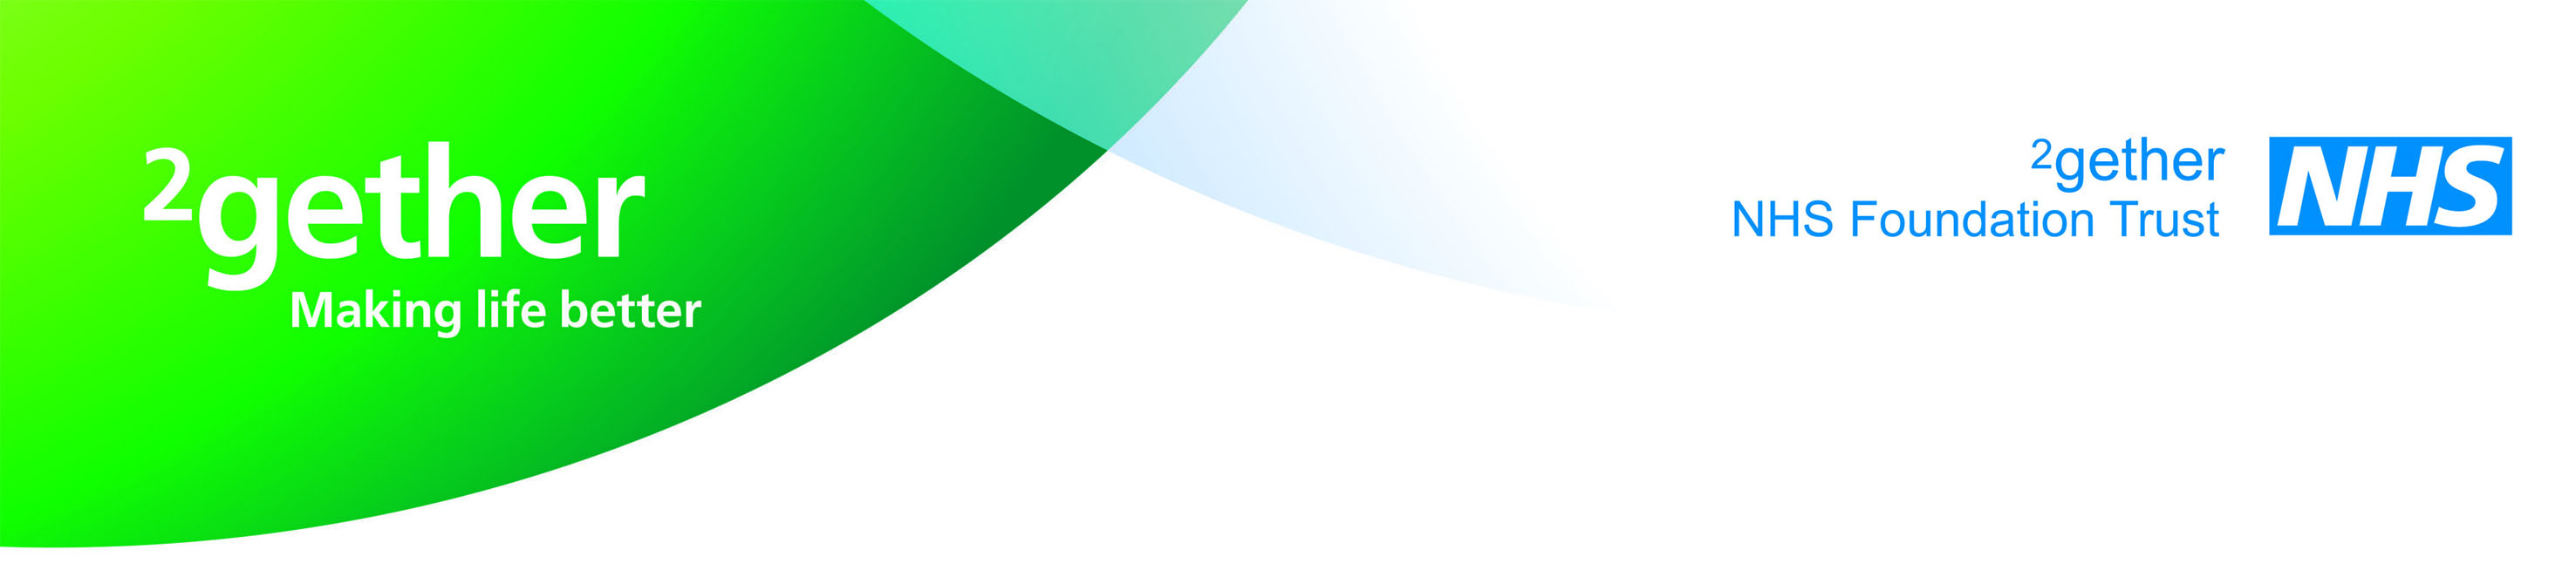 ²gether
Making life better
²gether
NHS Foundation Trust
NHS